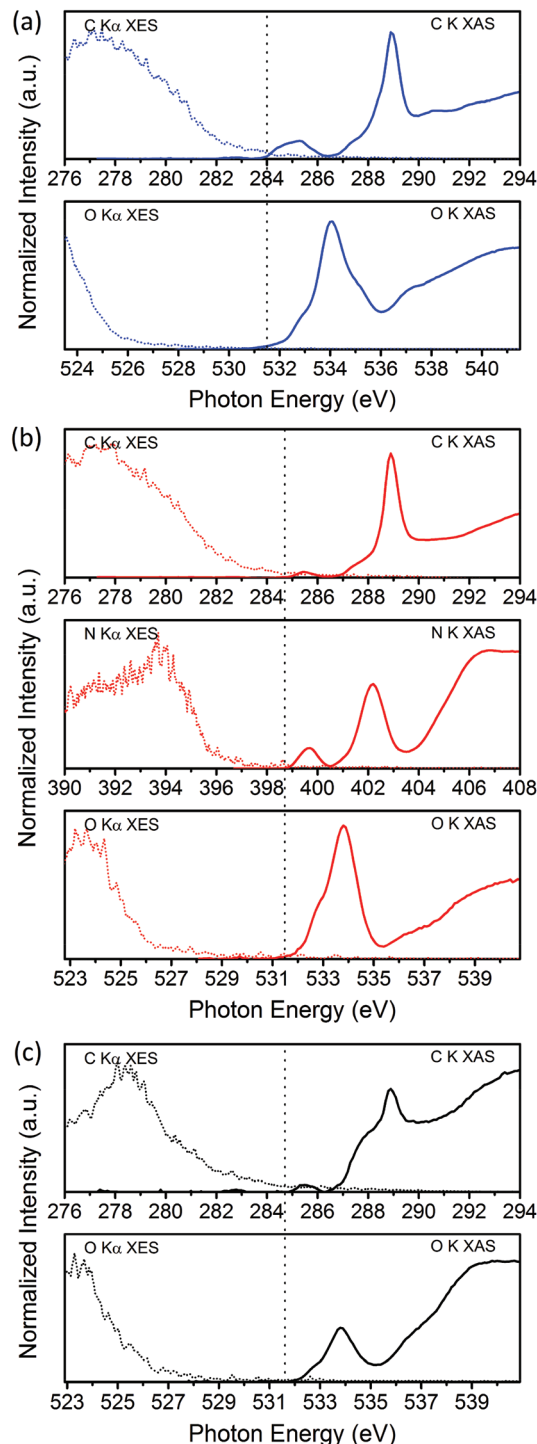 (a)
C Kα XES C K XAS
276 278 280 282 284 286 288 290 292 294
O Kα XES O K XAS
524 526 528 530 532 534 536 538 540
Normalized Intensity (a.u.)
Photon Energy (eV)
(b)
C Kα XES C K XAS
276 278 280 282 284 286 288 290 292 294
N Kα XES N K XAS
390 392 394 396 398 400 402 404 406 408
O Kα XES O K XAS
523 525 527 529 531 533 535 537 539
Normalized Intensity (a.u.)
Photon Energy (eV)
(c)
C Kα XES C K XAS
276 278 280 282 284 286 288 290 292 294
O Kα XES O K XAS
523 525 527 529 531 533 535 537 539
Normalized Intensity (a.u.)
Photon Energy (eV)